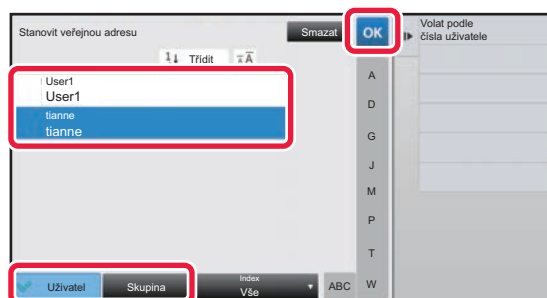 Stanovit veřejnou adresu
Smazat
OK
Volat podle
čísla uživatele
Třídit
A A
User1
User1
tianne
tianne
A
D
G
J
M
P
T
W
Uživatel
Skupina
Index
Vše
ABC